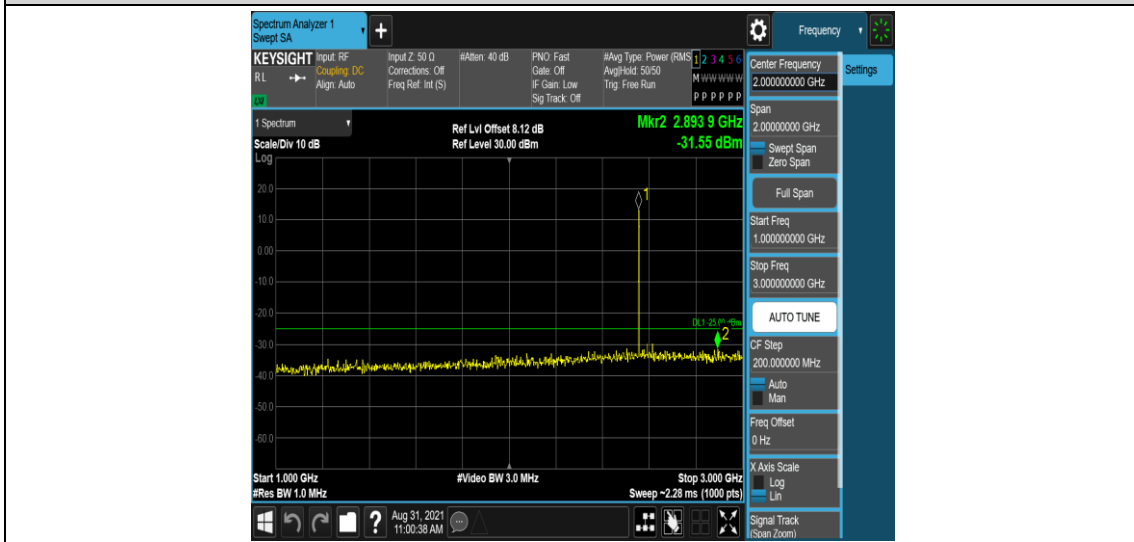 Spectrum Analyzer 1
Swept SA
+
Frequency
KEYSIGHT
RL
LXI
Input: RF
Coupling: DC
Align: Auto
Input Z: 50 Ω
Corrections: Off
Freq Ref: Int (S)
#Atten: 40 dB
PNO: Fast
Gate: Off
IF Gain: Low
Sig Track: Off
#Avg Type: Power (RMS
Avg|Hold: 50/50
Trig: Free Run
1 2 3 4 5 6
M W W W W W
P P P P P P
Settings
1 Spectrum
Scale/Div 10 dB
Log
Ref Lvl Offset 8.12 dB
Ref Level 30.00 dBm
Mkr2 2.893 9 GHz
-31.55 dBm
20.0
10.0
0.00
-10.0
-20.0
-30.0
-40.0
-50.0
-60.0
1
DL1 -25.00 dBm
2
Start 1.000 GHz
#Res BW 1.0 MHz
#Video BW 3.0 MHz
Stop 3.000 GHz
Sweep ~2.28 ms (1000 pts)
Center Frequency
2.000000000 GHz
Span
2.00000000 GHz
Swept Span
Zero Span
Full Span
Start Freq
1.000000000 GHz
Stop Freq
3.000000000 GHz
AUTO TUNE
CF Step
200.000000 MHz
Auto
Man
Freq Offset
0 Hz
X Axis Scale
Log
Lin
Signal Track
(Span Zoom)
?
Aug 31, 2021
11:00:38 AM